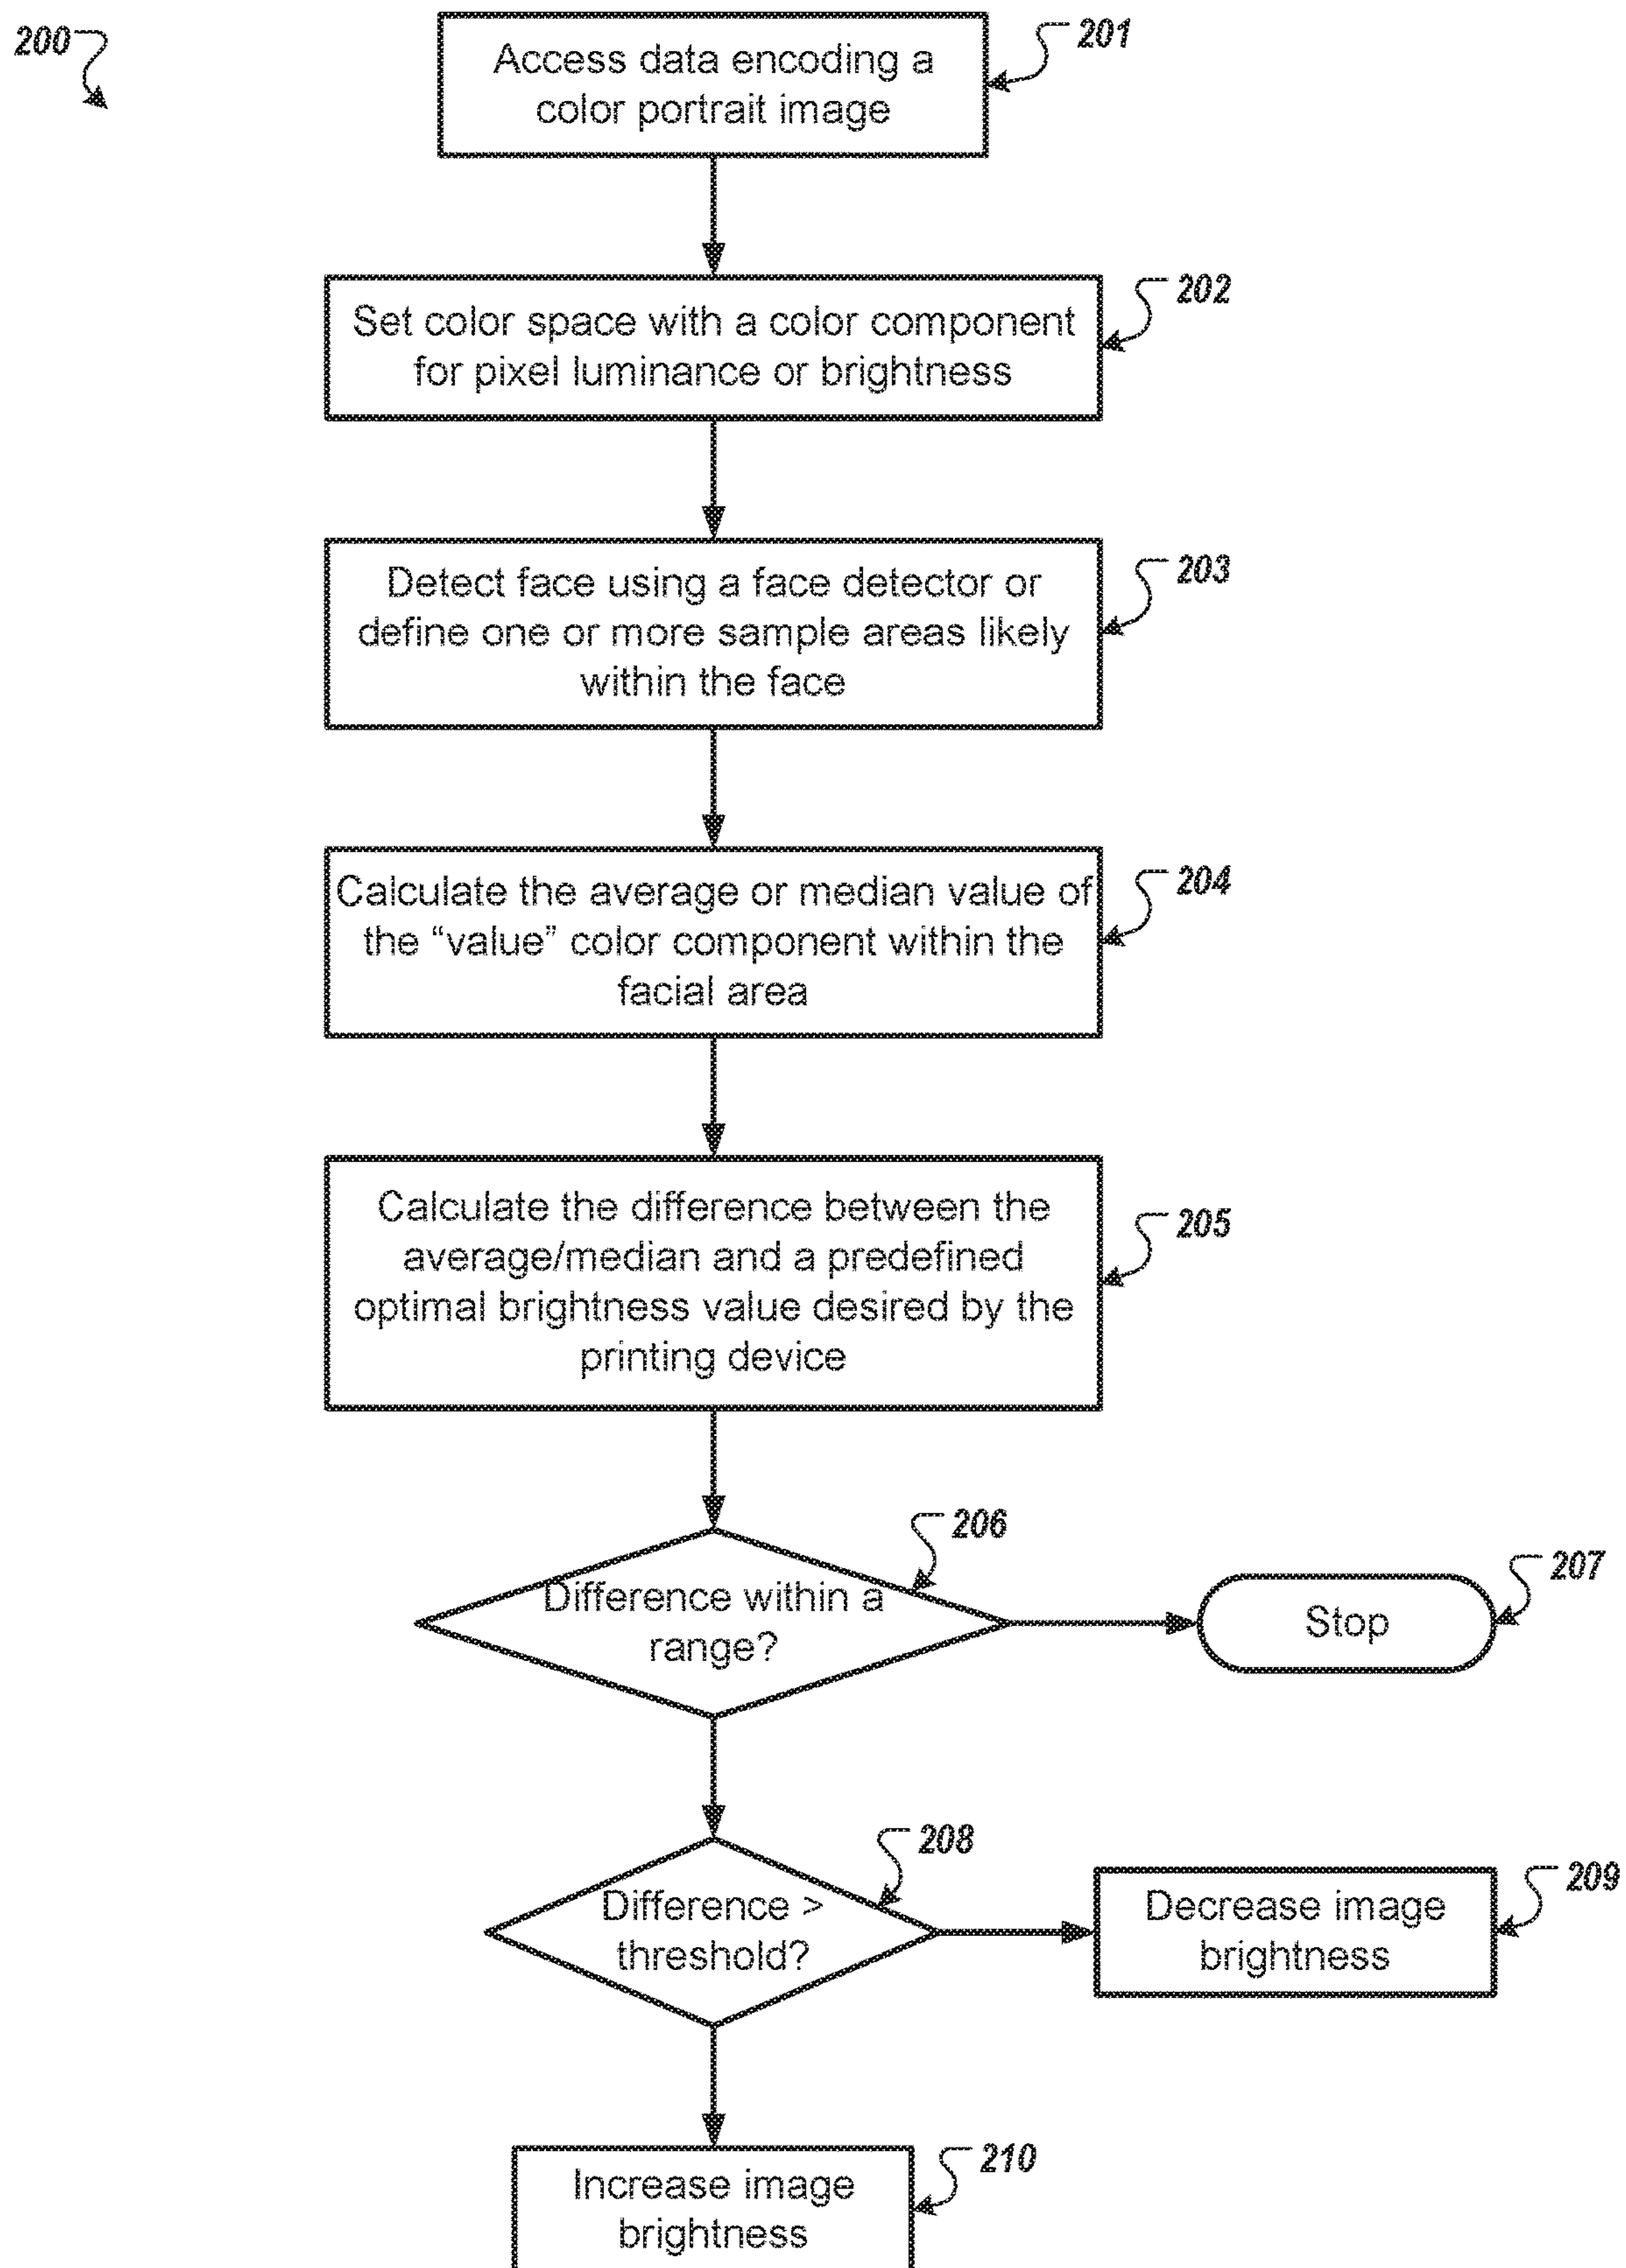 200
201
Access data encoding a
color portrait image
202
Set color space with a color component
for pixel luminance or brightness
203
Detect face using a face detector or
define one or more sample areas likely
within the face
204
Calculate the average or median value of
the “value” color component within the
facial area
205
Calculate the difference between the
average/median and a predefined
optimal brightness value desired by the
printing device
206
Difference within a
range?
207
Stop
208
Difference >
threshold?
209
Decrease image
brightness
210
Increase image
brightness